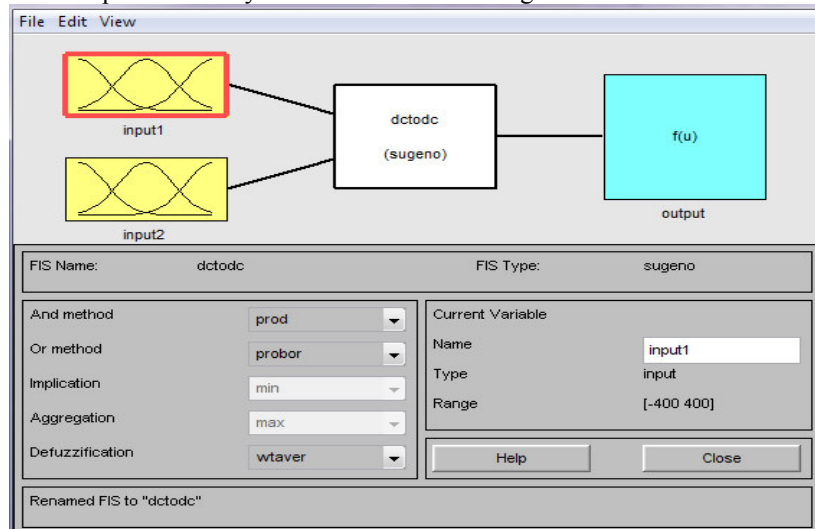 File Edit View
input1
input2
dctodc
(sugeno)
f(u)
output
FIS Name: dctodc FIS Type: sugeno
And method prod
Or method probor
Implication min
Aggregation max
Defuzzification wtaver
Current Variable
Name input1
Type input
Range [-400 400]
Help Close
Renamed FIS to "dctodc"